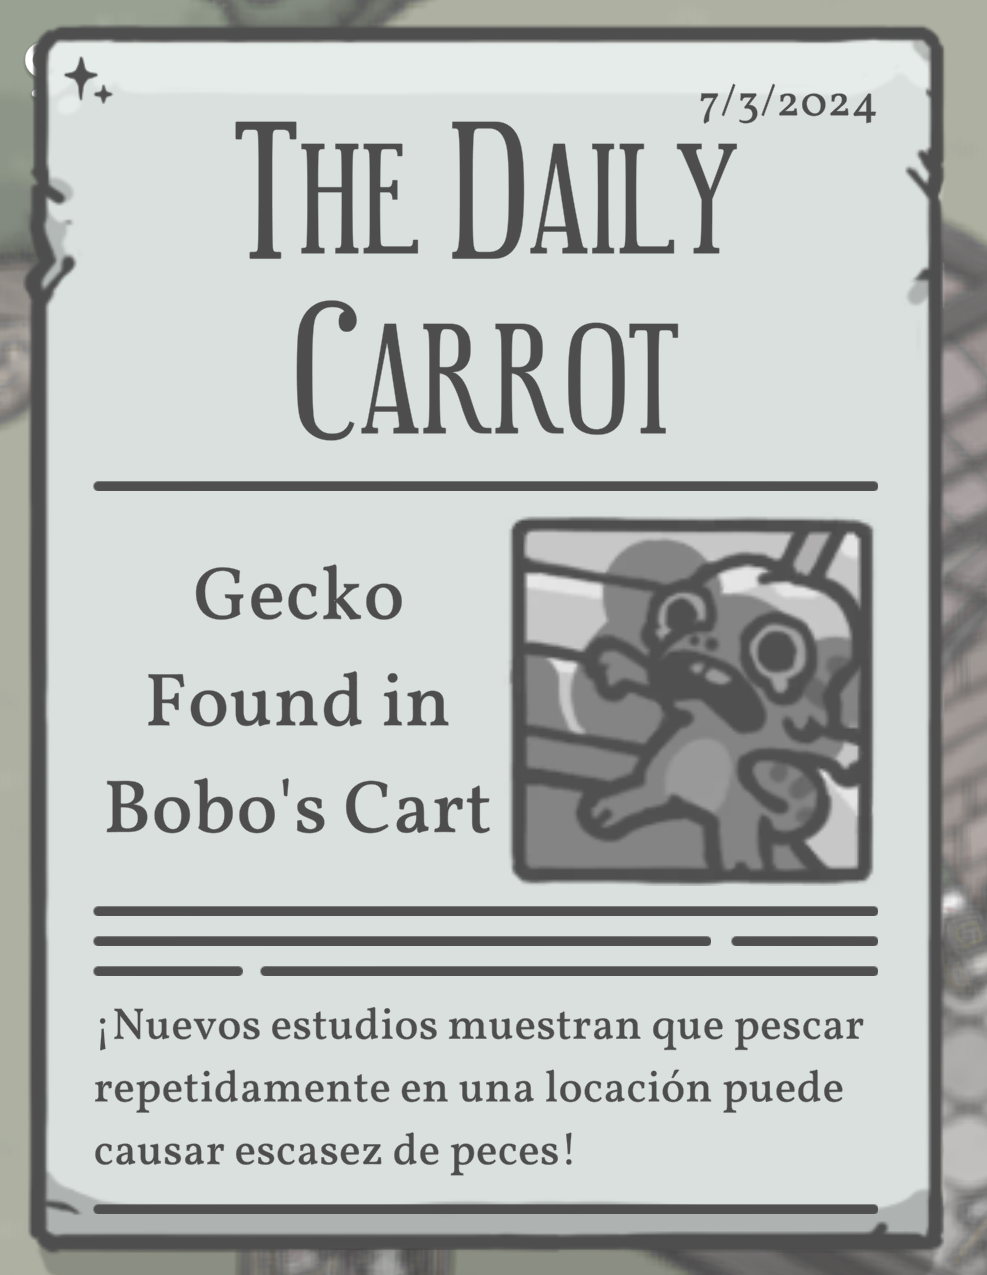 7/3/2024
The Daily
Carrot
Gecko
Found in
Bobo's Cart
¡Nuevos estudios muestran que pescar
repetidamente en una locación puede
causar escasez de peces!